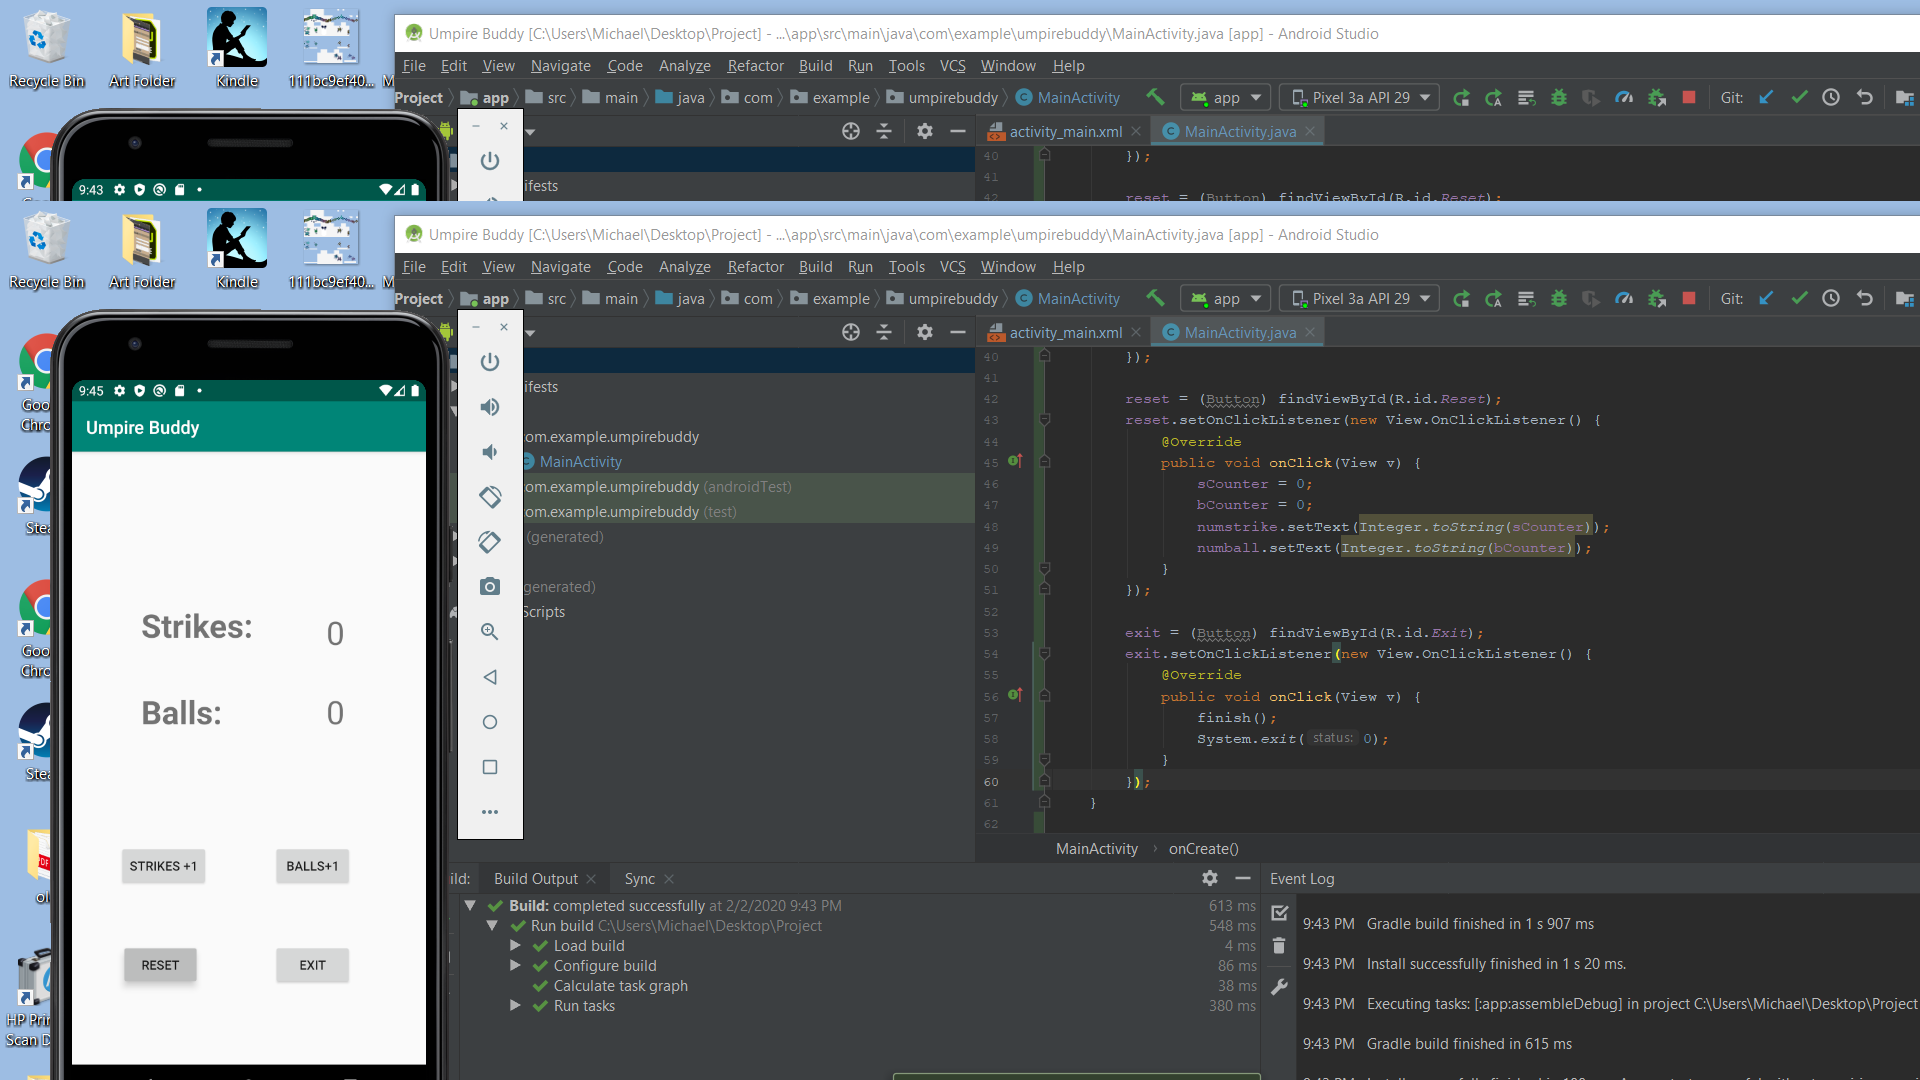 Recycle Bin
Art Folder
Kindle
111bc9ef40...
M
Umpire Buddy [C:\Users\Michael\Desktop\Project] - ...\app\src\main\java\com\example\umpirebuddy\MainActivity.java [app] - Android Studio
File Edit View Navigate Code Analyze Refactor Build Run Tools VCS Window Help
Project app src main java com example umpirebuddy MainActivity app Pixel 3a API 29 Git:
activity_main.xml MainActivity.java
9:43
ifests
40 });
41
42 reset = (Button) findViewById(R.id.Reset);
Recycle Bin
Art Folder
Kindle
111bc9ef40...
M
Umpire Buddy [C:\Users\Michael\Desktop\Project] - ...\app\src\main\java\com\example\umpirebuddy\MainActivity.java [app] - Android Studio
File Edit View Navigate Code Analyze Refactor Build Run Tools VCS Window Help
Project app src main java com example umpirebuddy MainActivity app Pixel 3a API 29 Git:
activity_main.xml MainActivity.java
Goo
Chro
Stea
Goo
Chro
Stea
ol
PDF
HP Prin
Scan D
9:45
Umpire Buddy
Strikes: 0
Balls: 0
STRIKES +1 BALLS+1
RESET EXIT
ifests
com.example.umpirebuddy
MainActivity
com.example.umpirebuddy (androidTest)
com.example.umpirebuddy (test)
(generated)
generated)
Scripts
40 });
41
42 reset = (Button) findViewById(R.id.Reset);
43 reset.setOnClickListener(new View.OnClickListener() {
44 @Override
45 public void onClick(View v) {
46 sCounter = 0;
47 bCounter = 0;
48 numstrike.setText(Integer.toString(sCounter));
49 numball.setText(Integer.toString(bCounter));
50 }
51 });
52
53 exit = (Button) findViewById(R.id.Exit);
54 exit.setOnClickListener(new View.OnClickListener() {
55 @Override
56 public void onClick(View v) {
57 finish();
58 System.exit( status: 0);
59 }
60 });
61 }
62
MainActivity › onCreate()
ild: Build Output Sync
Build: completed successfully at 2/2/2020 9:43 PM 613 ms
Run build C:\Users\Michael\Desktop\Project 548 ms
Load build 4 ms
Configure build 86 ms
Calculate task graph 38 ms
Run tasks 380 ms
Event Log
9:43 PM Gradle build finished in 1 s 907 ms
9:43 PM Install successfully finished in 1 s 20 ms.
9:43 PM Executing tasks: [:app:assembleDebug] in project C:\Users\Michael\Desktop\Project
9:43 PM Gradle build finished in 615 ms